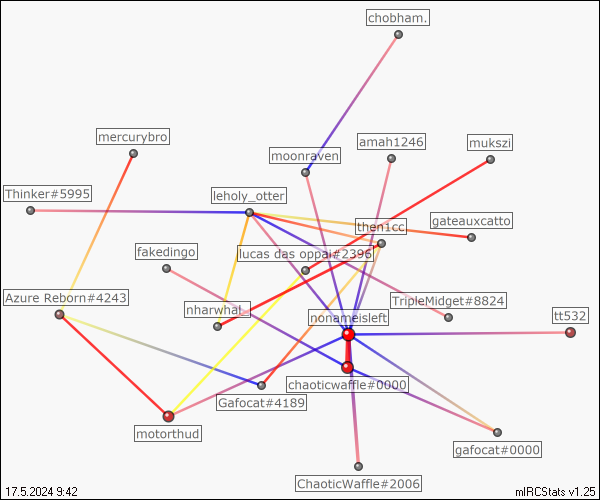 chobham.
mercurybro
amah1246
mukszi
moonraven
Thinker#5995
leholy_otter
then1cc
gateauxcatto
fakedingo
lucas das oppai#2396
Azure Reborn#4243
TripleMidget#8824
nharwhal_
nonameisleft
tt532
chaoticwaffle#0000
Gafocat#4189
motorthud
gafocat#0000
ChaoticWaffle#2006
17.5.2024 9:42
mIRCStats v1.25